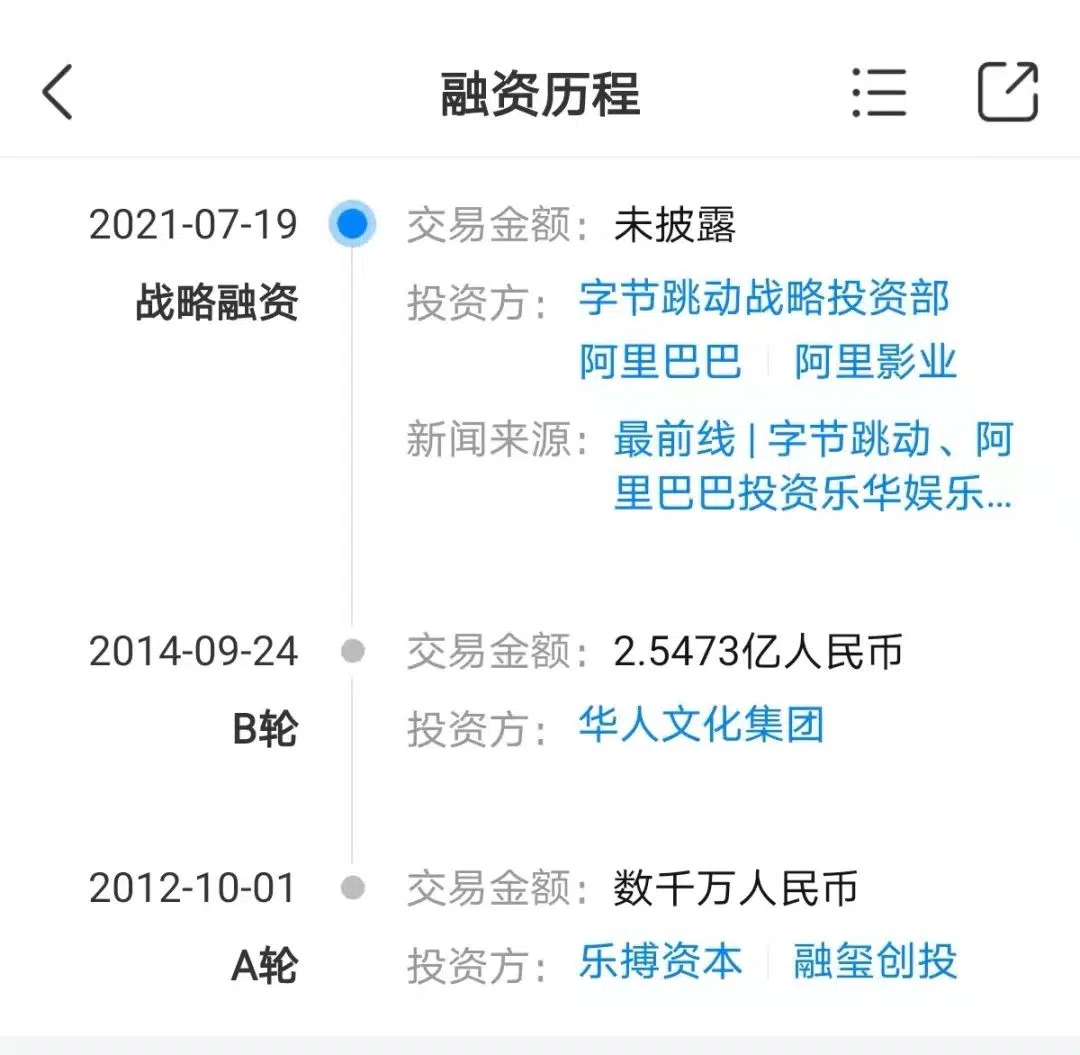 融资历程
2021-07-19 交易金额：未披露
战略融资 投资方：字节跳动战略投资部
阿里巴巴 阿里影业
新闻来源：最前线 | 字节跳动、阿
里巴巴投资乐华娱乐...
2014-09-24 交易金额：2.5473亿人民币
B轮 投资方：华人文化集团
2012-10-01 交易金额：数千万人民币
A轮 投资方：乐搏资本 融玺创投